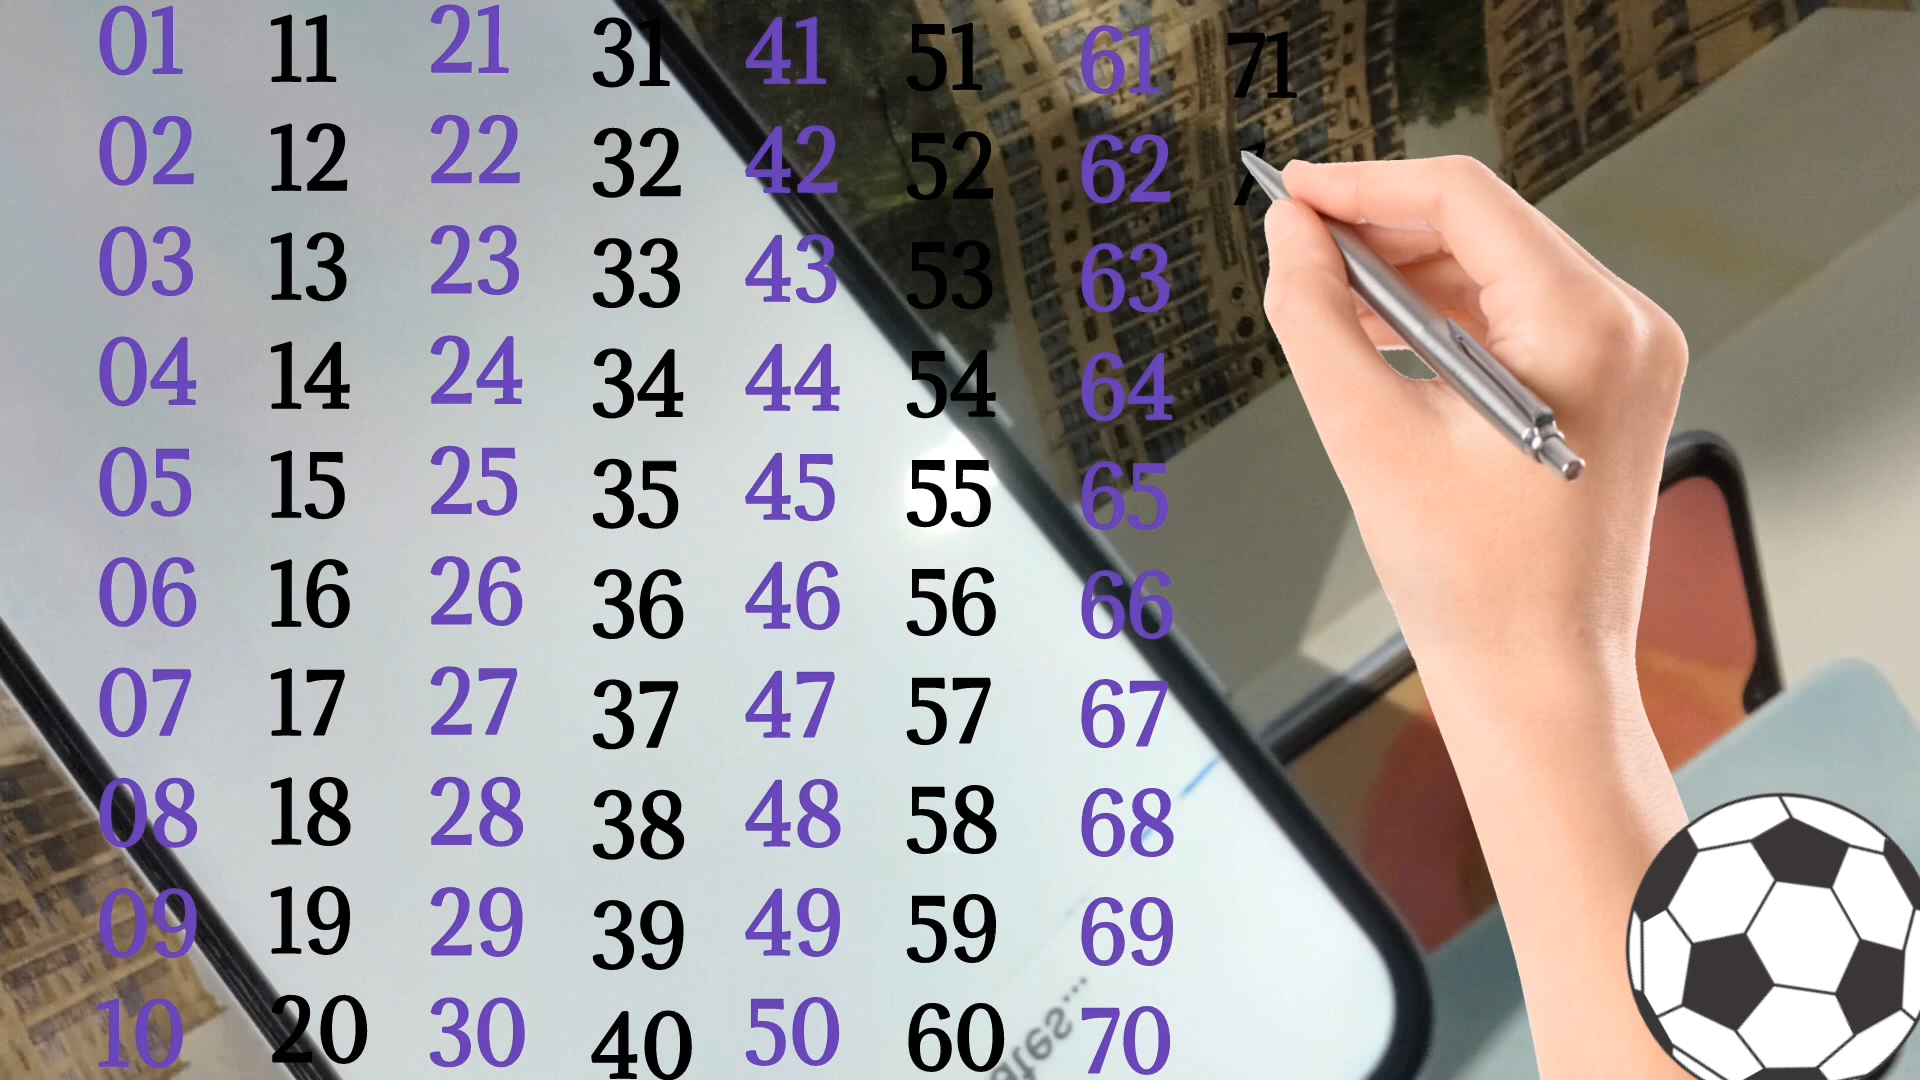 01 11 21 31 41 51 61 71
02 12 22 32 42 52 62 7
03 13 23 33 43 53 63
04 14 24 34 44 54 64
05 15 25 35 45 55 65
06 16 26 36 46 56 66
07 17 27 37 47 57 67
08 18 28 38 48 58 68
09 19 29 39 49 59 69
10 20 30 40 50 60 70